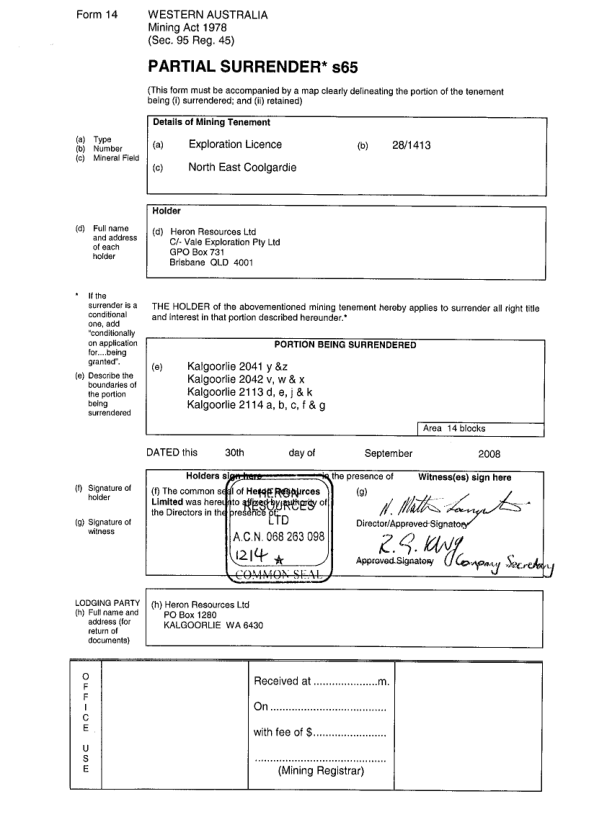 Form 14
WESTERN AUSTRALIA
Mining Act 1978
(Sec. 95 Reg. 45)
PARTIAL SURRENDER* s65
(This form must be accompanied by a map clearly delineating the portion of the tenement
being (i) surrendered; and (ii) retained)
(a) Type
(b) Number
(c) Mineral Field
Details of Mining Tenement
(a) Exploration Licence (b) 28/1413
(c) North East Coolgardie
(d) Full name
and address
of each
holder
Holder
(d) Heron Resources Ltd
C/- Vale Exploration Pty Ltd
GPO Box 731
Brisbane QLD 4001
* If the
surrender is a
conditional
one, add
"conditionally
on application
for....being
granted".
(e) Describe the
boundaries of
the portion
being
surrendered
THE HOLDER of the abovementioned mining tenement hereby applies to surrender all right title
and interest in that portion described hereunder.*
PORTION BEING SURRENDERED
(e) Kalgoorlie 2041 y &z
Kalgoorlie 2042 v, w & x
Kalgoorlie 2113 d, e, j & k
Kalgoorlie 2114 a, b, c, f & g
Area 14 blocks
DATED this 30th day of September 2008
(f) Signature of
holder
(g) Signature of
witness
Holders sign here in the presence of Witness(es) sign here
(f) The common seal of Heron Resources
Limited was hereunto affixed by authority of
the Directors in the presence of:
HERON
RESOURCES
LTD
A.C.N. 068 263 098
1214
COMMON SEAL
(g)
Director/Approved Signatory
R. G. King
Approved Signatory Company Secretary
LODGING PARTY
(h) Full name and
address (for
return of
documents)
(h) Heron Resources Ltd
PO Box 1280
KALGOORLIE WA 6430
OFFICE USE
Received at ......................m.
On .......................................
with fee of $........................
............................................
(Mining Registrar)